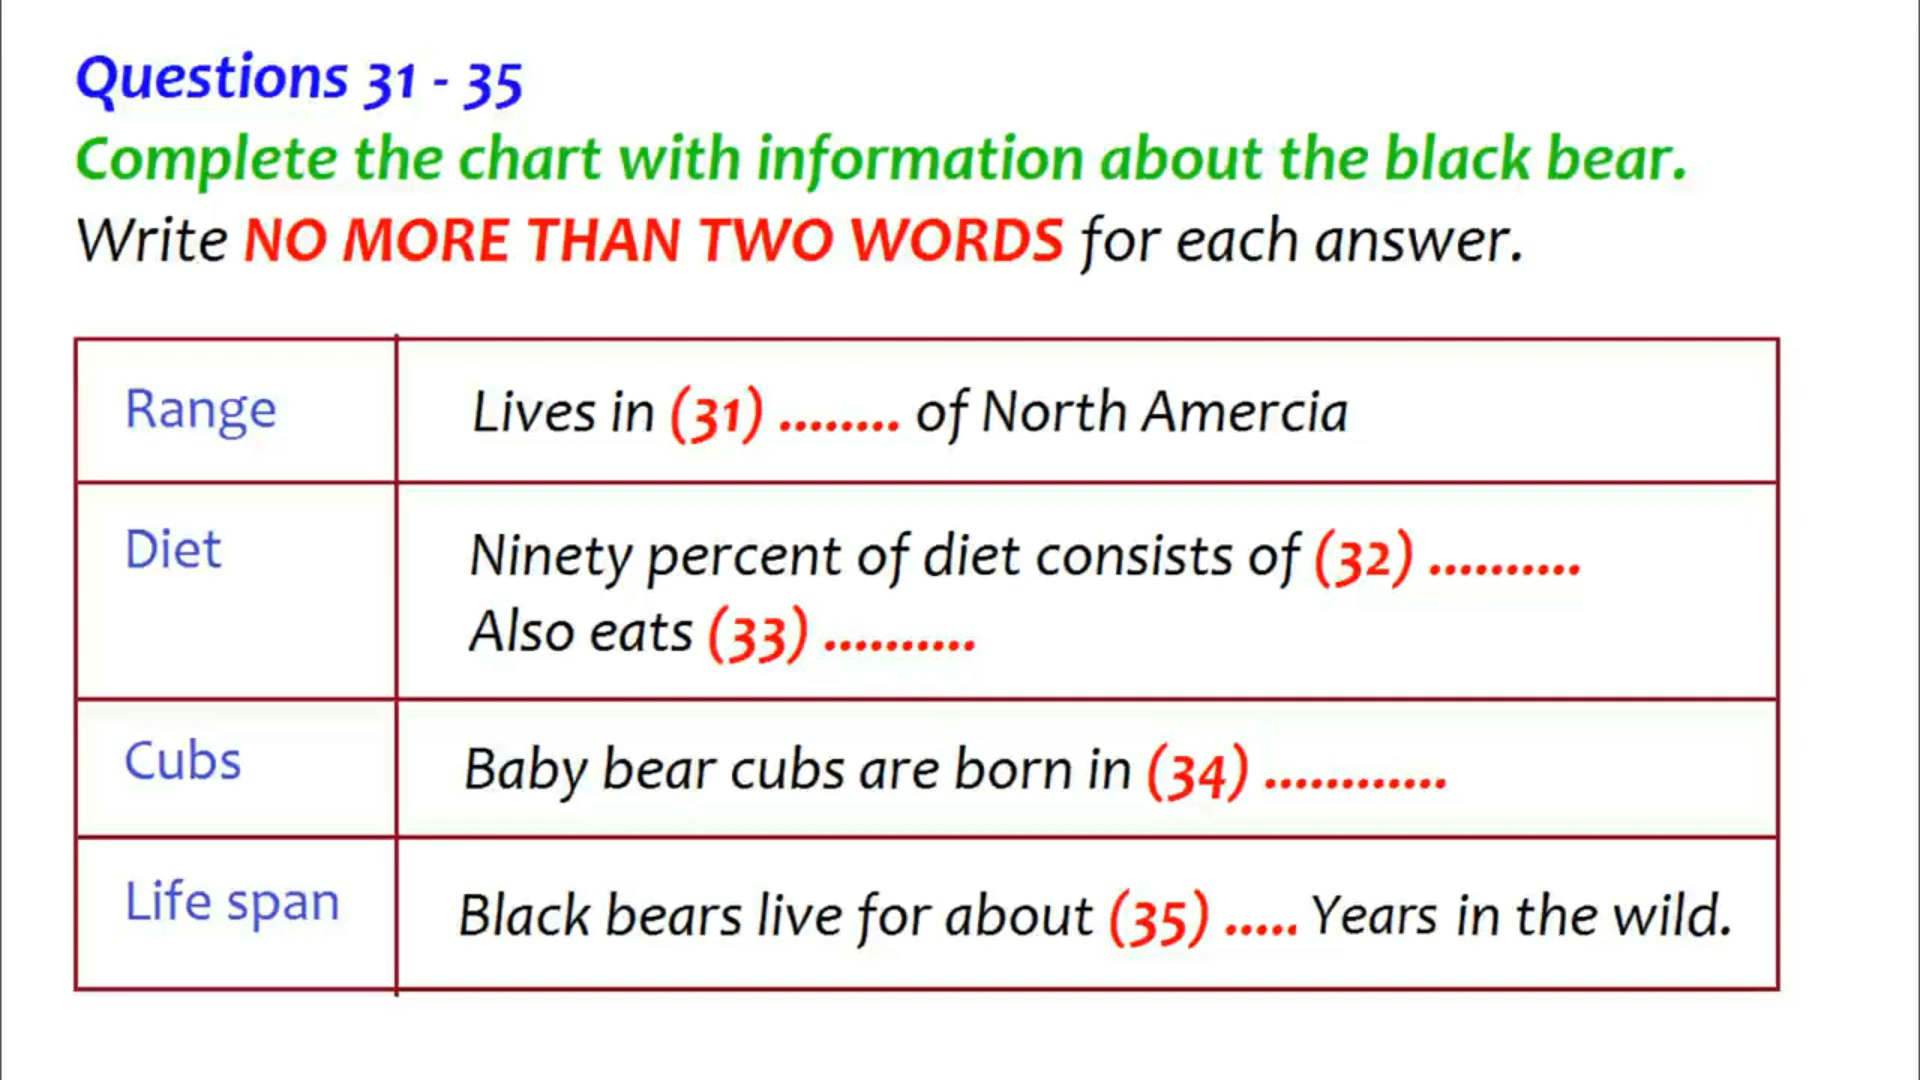 Questions 31 - 35
Complete the chart with information about the black bear.
Write NO MORE THAN TWO WORDS for each answer.
Range
Lives in (31) ........ of North Amercia
Diet
Ninety percent of diet consists of (32) ..........
Also eats (33) ..........
Cubs
Baby bear cubs are born in (34) ............
Life span
Black bears live for about (35) ..... Years in the wild.